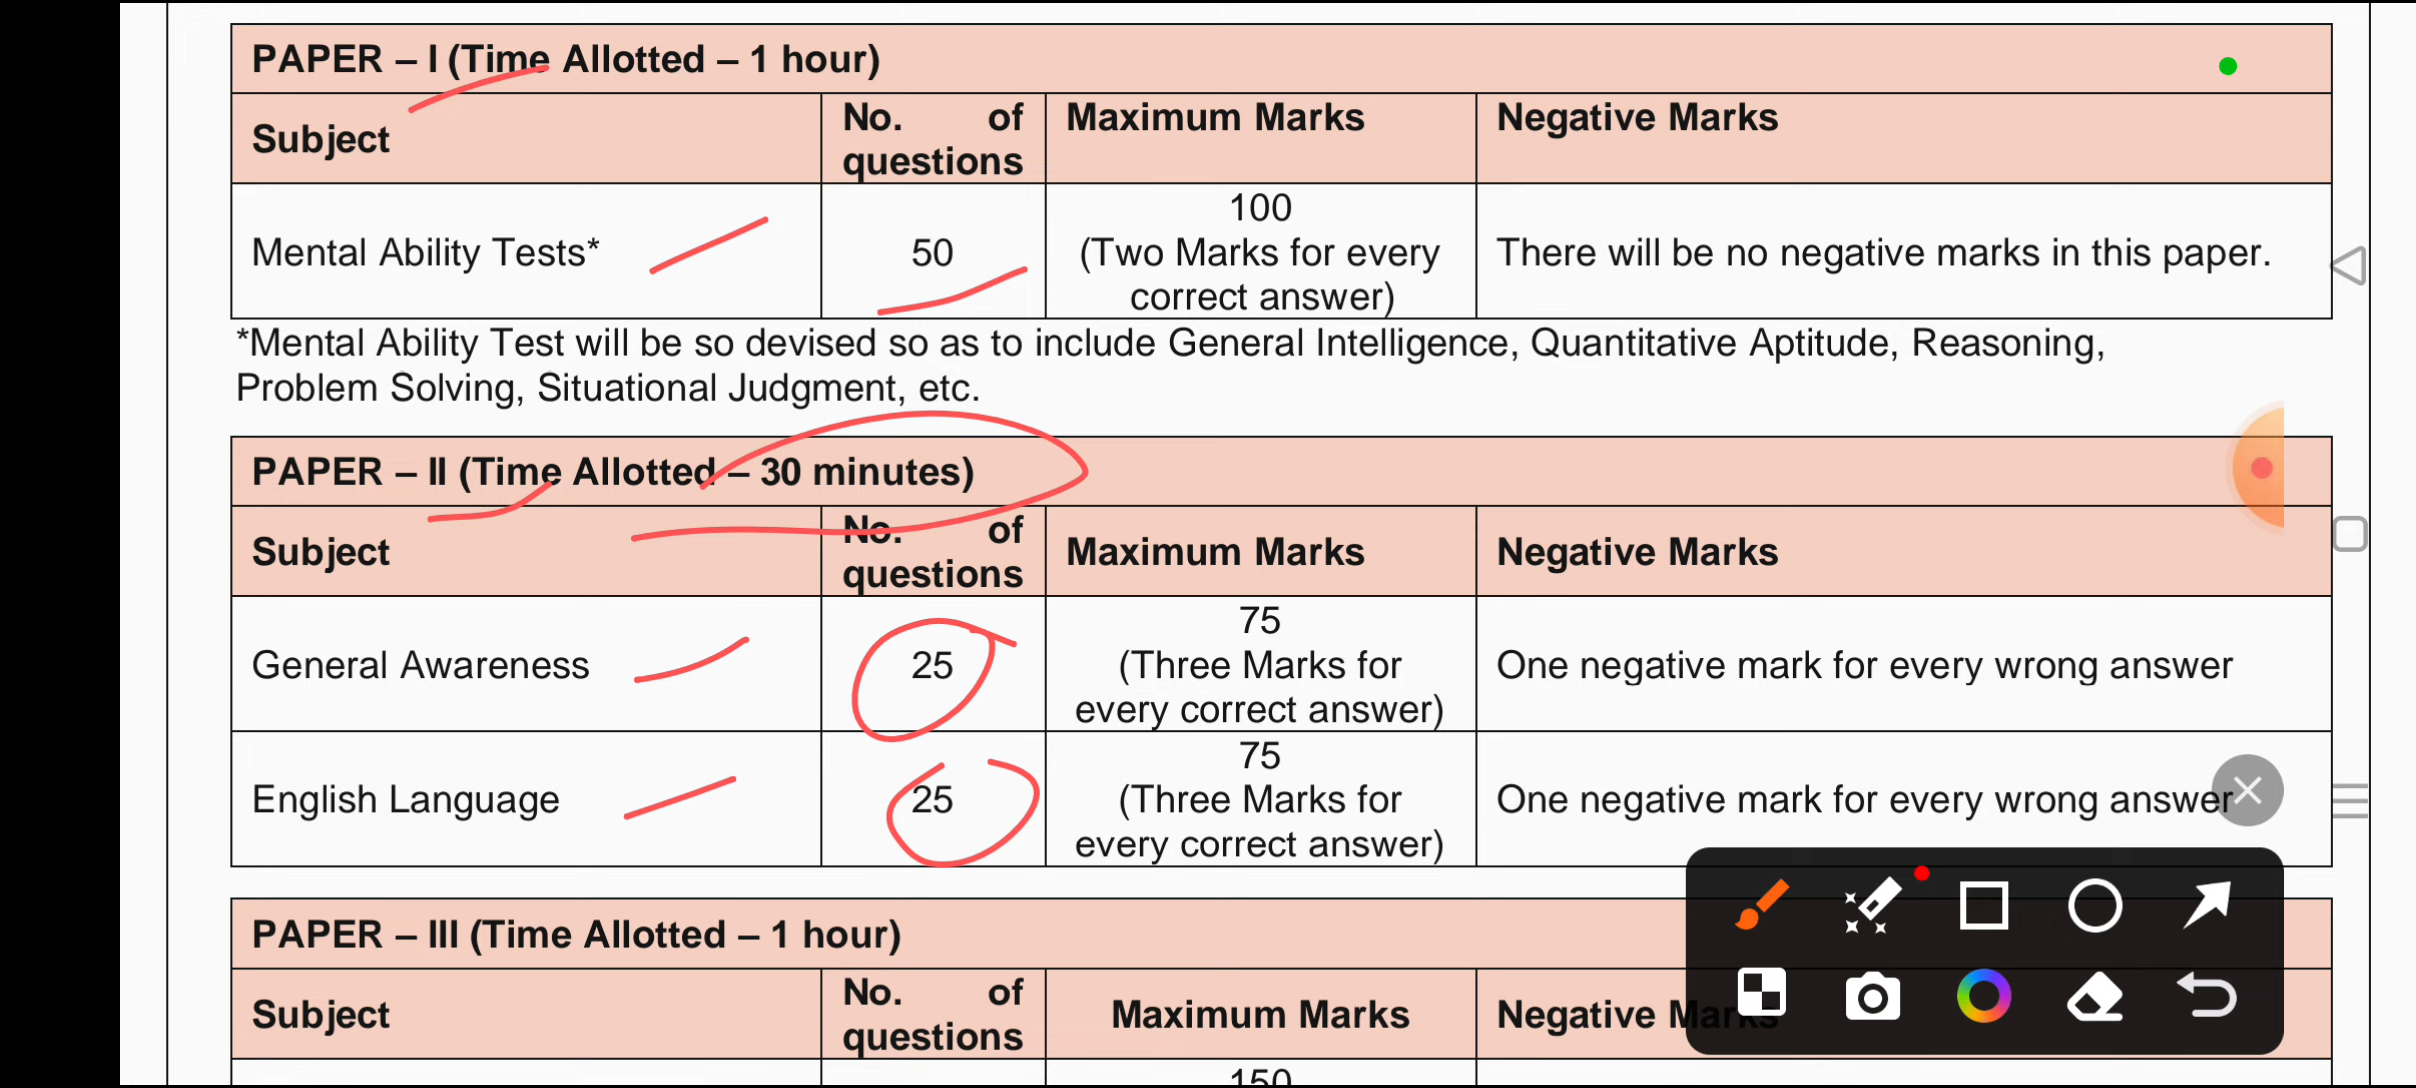 PAPER – I (Time Allotted – 1 hour)
Subject
No. of
questions
Maximum Marks
Negative Marks
Mental Ability Tests*
50
100
(Two Marks for every
correct answer)
There will be no negative marks in this paper.
*Mental Ability Test will be so devised so as to include General Intelligence, Quantitative Aptitude, Reasoning,
Problem Solving, Situational Judgment, etc.
PAPER – II (Time Allotted – 30 minutes)
Subject
No. of
questions
Maximum Marks
Negative Marks
General Awareness
25
75
(Three Marks for
every correct answer)
One negative mark for every wrong answer
English Language
25
75
(Three Marks for
every correct answer)
One negative mark for every wrong answer
PAPER – III (Time Allotted – 1 hour)
Subject
No. of
questions
Maximum Marks
Negative Marks
150